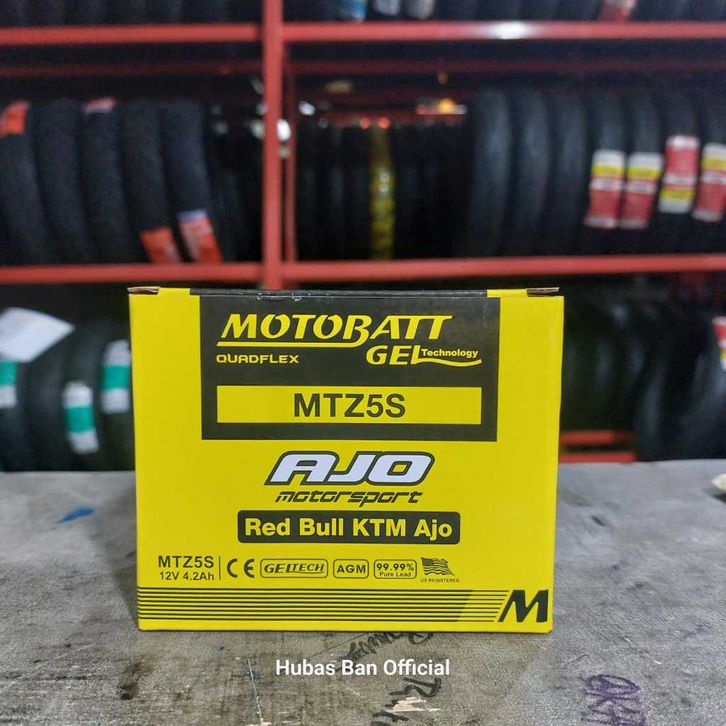 MOTOBATT
QUADFLEX
GEL Technology
MTZ5S
AJO
motorsport
Red Bull KTM Ajo
MTZ5S
12V 4.2Ah
CE
GELTECH
AGM
99.99%
Pure Lead
US REGISTERED
M
Hubas Ban Official